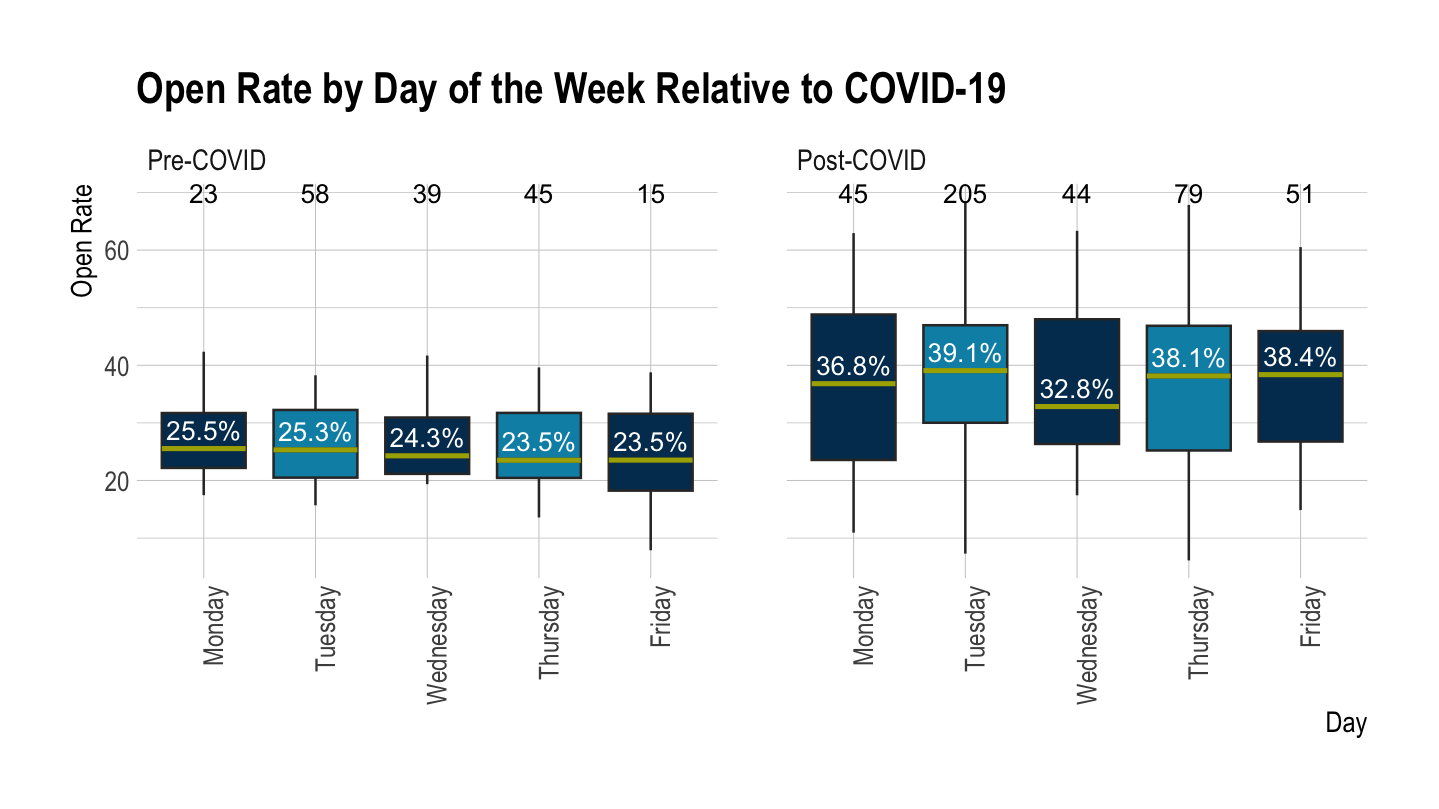 Open Rate by Day of the Week Relative to COVID-19
Pre-COVID
Post-COVID
Open Rate
60
40
20
23 58 39 45 15
25.5% 25.3% 24.3% 23.5% 23.5%
Monday
Tuesday
Wednesday
Thursday
Friday
45 205 44 79 51
36.8% 39.1% 32.8% 38.1% 38.4%
Monday
Tuesday
Wednesday
Thursday
Friday
Day